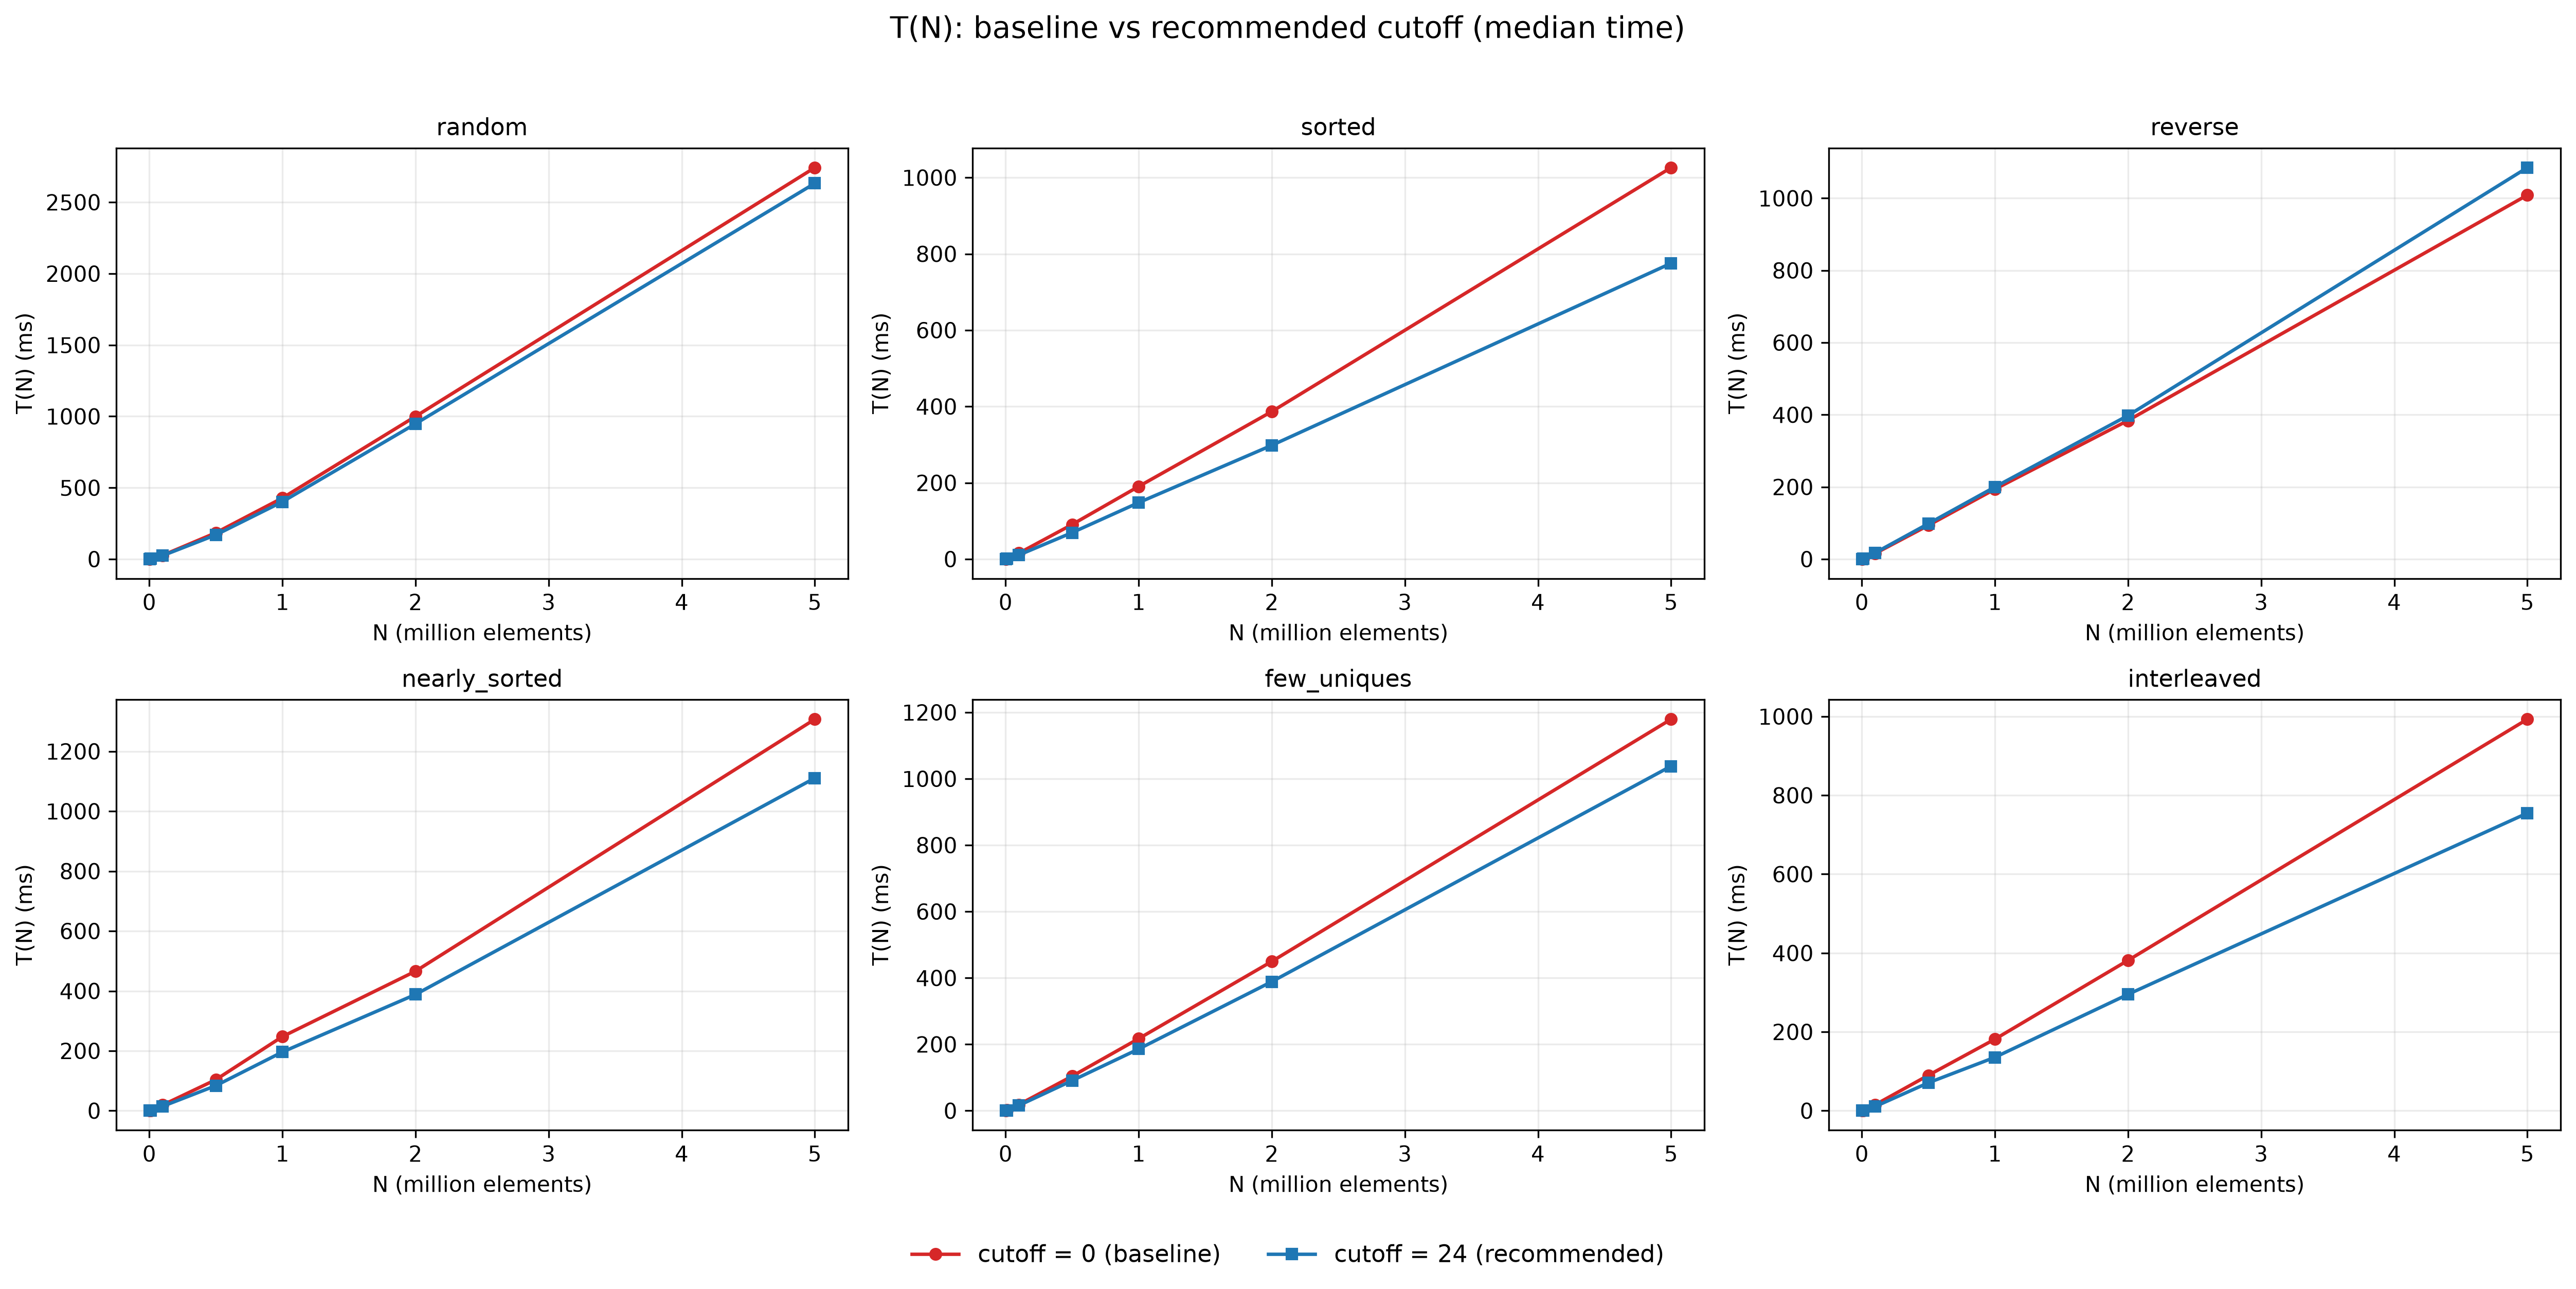 T(N): baseline vs recommended cutoff (median time)
random
sorted
reverse
2500
2000
1500
1000
500
0
T(N) (ms)
0 1 2 3 4 5
N (million elements)
1000
800
600
400
200
0
T(N) (ms)
0 1 2 3 4 5
N (million elements)
1000
800
600
400
200
0
T(N) (ms)
0 1 2 3 4 5
N (million elements)
nearly_sorted
few_uniques
interleaved
1200
1000
800
600
400
200
0
T(N) (ms)
0 1 2 3 4 5
N (million elements)
1200
1000
800
600
400
200
0
T(N) (ms)
0 1 2 3 4 5
N (million elements)
1000
800
600
400
200
0
T(N) (ms)
0 1 2 3 4 5
N (million elements)
cutoff = 0 (baseline)
cutoff = 24 (recommended)